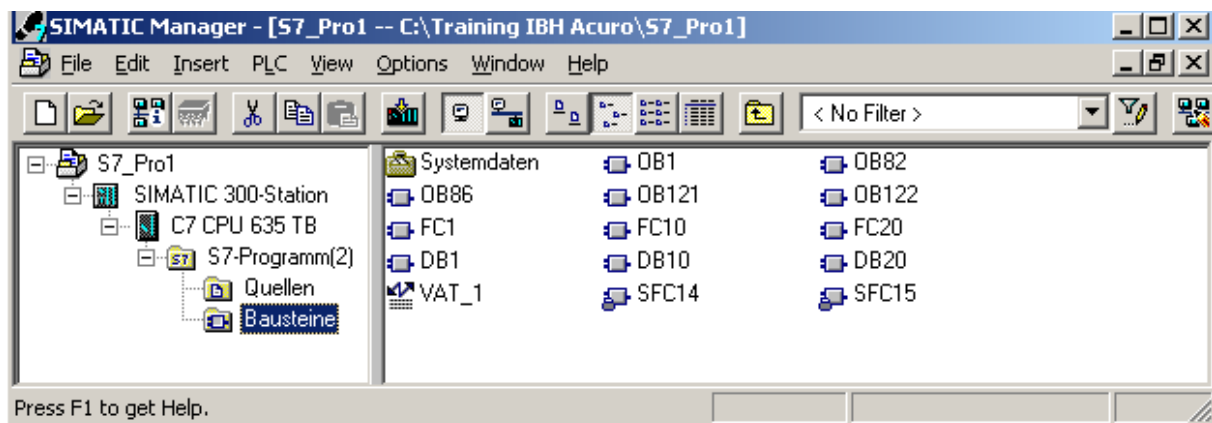 SIMATIC Manager - [S7_Pro1 -- C:\Training IBH Acuro\S7_Pro1]
File Edit Insert PLC View Options Window Help
< No Filter >
S7_Pro1
SIMATIC 300-Station
C7 CPU 635 TB
S7-Programm(2)
Quellen
Bausteine
Systemdaten OB1 OB82
OB86 OB121 OB122
FC1 FC10 FC20
DB1 DB10 DB20
VAT_1 SFC14 SFC15
Press F1 to get Help.